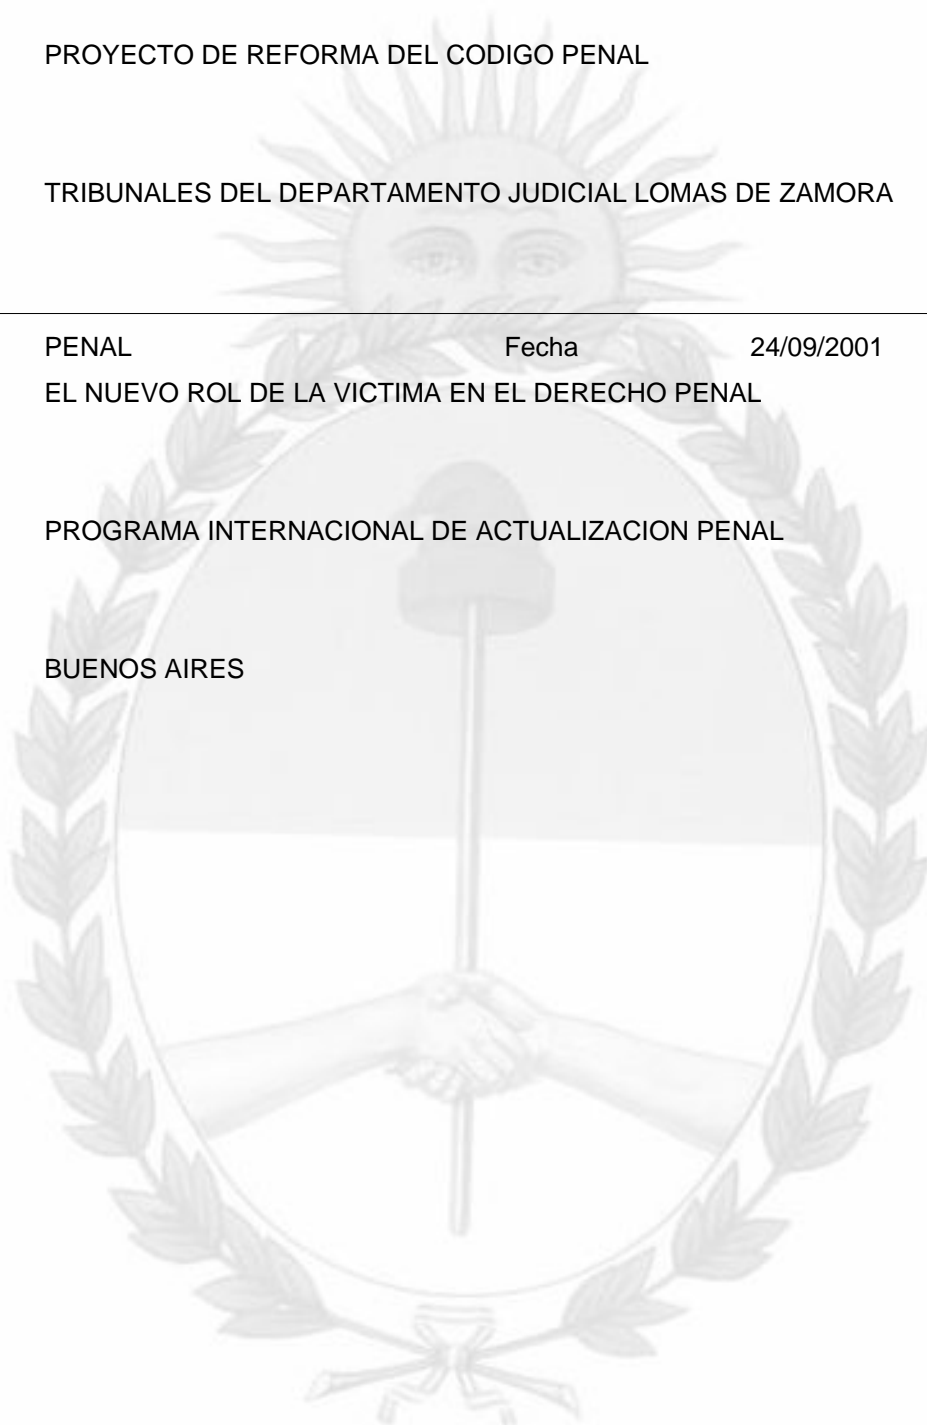 PROYECTO DE REFORMA DEL CODIGO PENAL
TRIBUNALES DEL DEPARTAMENTO JUDICIAL LOMAS DE ZAMORA
PENAL Fecha 24/09/2001
EL NUEVO ROL DE LA VICTIMA EN EL DERECHO PENAL
PROGRAMA INTERNACIONAL DE ACTUALIZACION PENAL
BUENOS AIRES